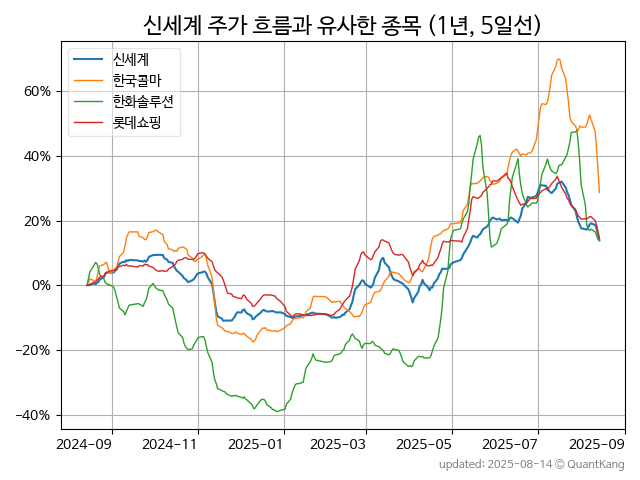 신세계 주가 흐름과 유사한 종목 (1년, 5일선)
신세계
한국콜마
한화솔루션
롯데쇼핑
60%
40%
20%
0%
−20%
−40%
2024-09 2024-11 2025-01 2025-03 2025-05 2025-07 2025-09
updated: 2025-08-14 © QuantKang